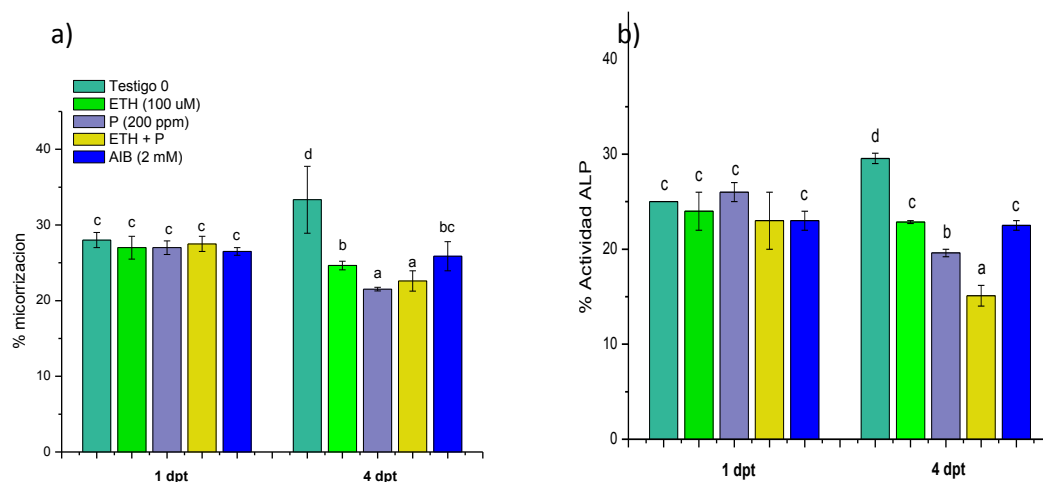 a)
Testigo 0
ETH (100 uM)
P (200 ppm)
ETH + P
AIB (2 mM)
% micorrizacion
40
30
20
10
0
c c c c c
d b a a bc
1 dpt 4 dpt
b)
% Actividad ALP
40
30
20
10
0
c c c c c
d c b a c
1 dpt 4 dpt